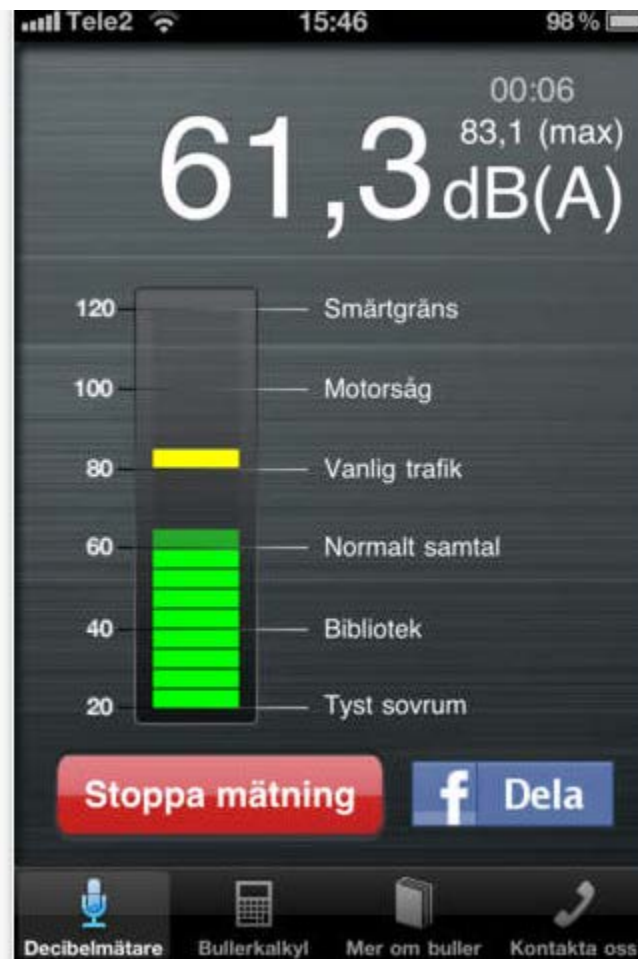 Tele2 15:46 98 %
00:06
83,1 (max)
61,3 dB(A)
120 Smärtgräns
100 Motorsåg
80 Vanlig trafik
60 Normalt samtal
40 Bibliotek
20 Tyst sovrum
Stoppa mätning f Dela
Decibelmätare Bullerkalkyl Mer om buller Kontakta oss